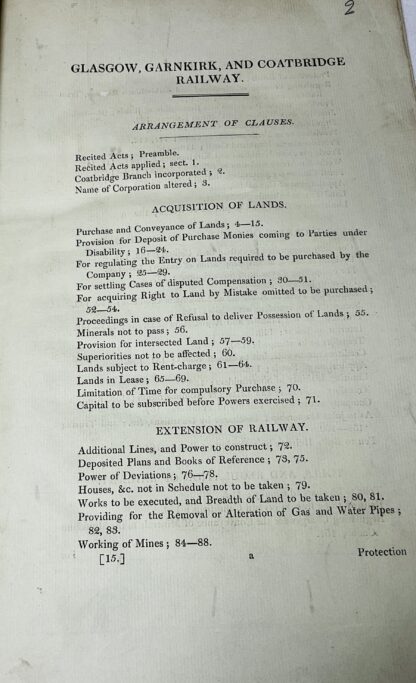 2
GLASGOW, GARNKIRK, AND COATBRIDGE
RAILWAY.
ARRANGEMENT OF CLAUSES.
Recited Acts; Preamble.
Recited Acts applied; sect. 1.
Coatbridge Branch incorporated; 2.
Name of Corporation altered; 3.
ACQUISITION OF LANDS.
Purchase and Conveyance of Lands; 4—15.
Provision for Deposit of Purchase Monies coming to Parties under
Disability; 16—24.
For regulating the Entry on Lands required to be purchased by the
Company; 25—29.
For settling Cases of disputed Compensation; 30—51.
For acquiring Right to Land by Mistake omitted to be purchased;
52—54.
Proceedings in case of Refusal to deliver Possession of Lands; 55.
Minerals not to pass; 56.
Provision for intersected Land; 57—59.
Superiorities not to be affected; 60.
Lands subject to Rent-charge; 61—64.
Lands in Lease; 65—69.
Limitation of Time for compulsory Purchase; 70.
Capital to be subscribed before Powers exercised; 71.
EXTENSION OF RAILWAY.
Additional Lines, and Power to construct; 72.
Deposited Plans and Books of Reference; 73, 75.
Power of Deviations; 76—78.
Houses, &c. not in Schedule not to be taken; 79.
Works to be executed, and Breadth of Land to be taken; 80, 81.
Providing for the Removal or Alteration of Gas and Water Pipes;
82, 83.
Working of Mines; 84—88.
[15.] a Protection